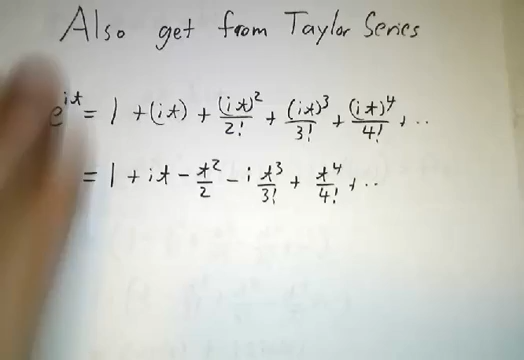 Also get from Taylor Series
e^{it} = 1 + (it) + (it)^2/2! + (it)^3/3! + (it)^4/4! + ..
= 1 + it - t^2/2 - i t^3/3! + t^4/4! + ..